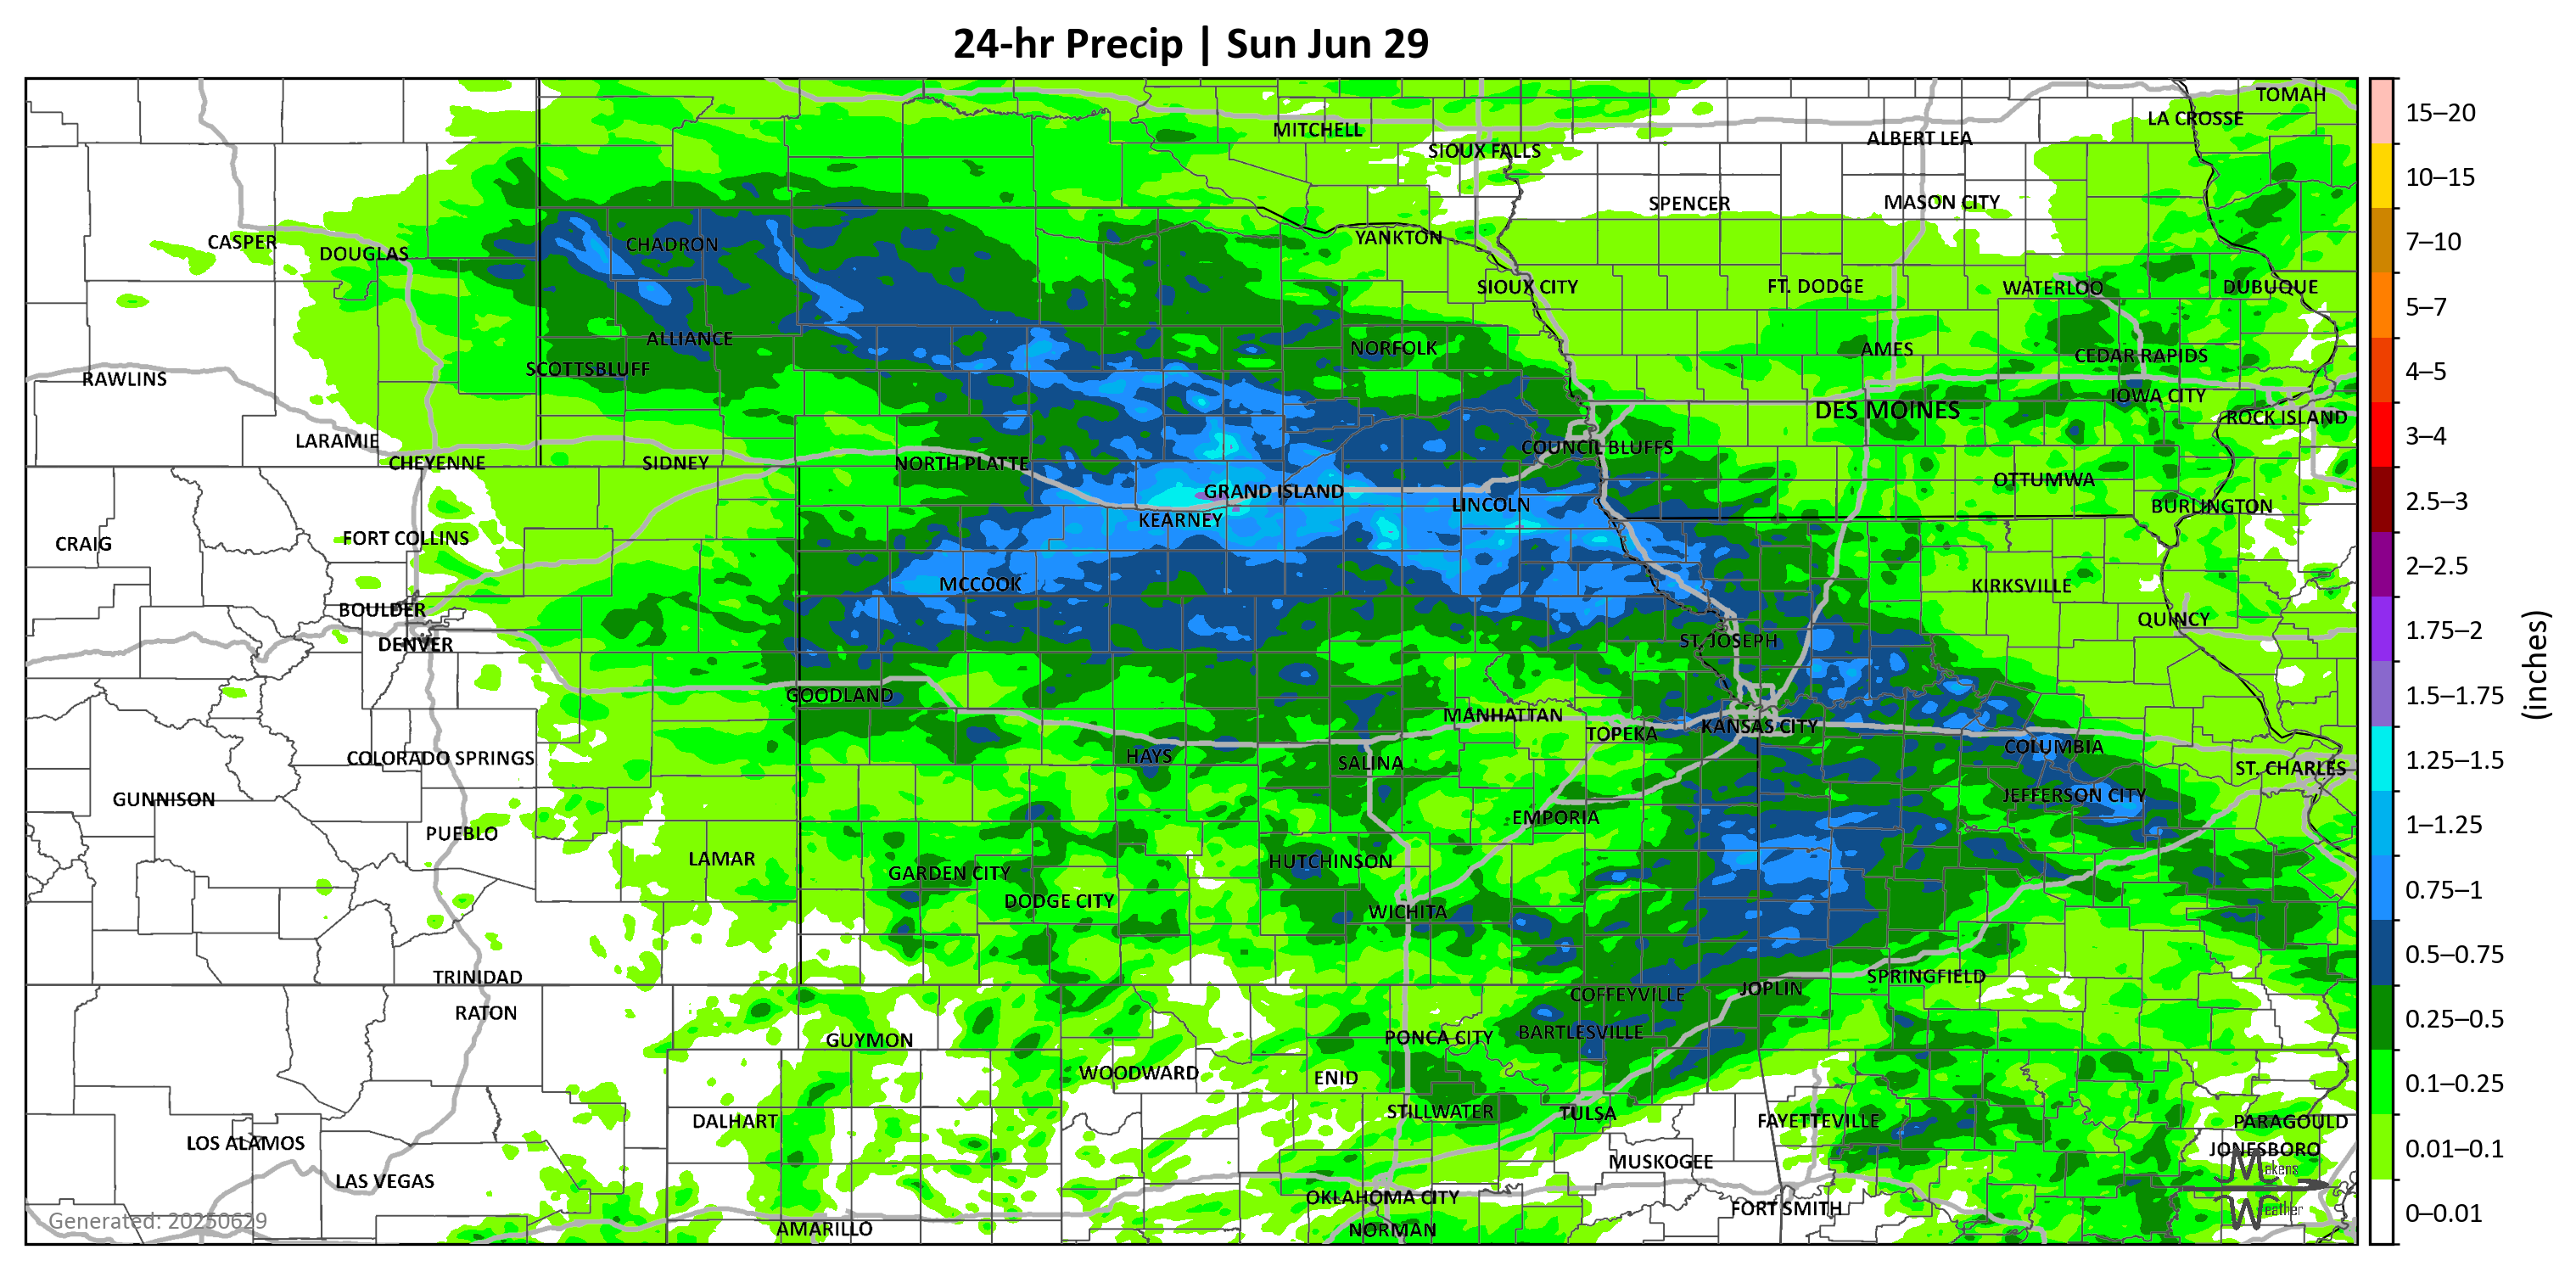 24-hr Precip | Sun Jun 29
TOMAH
LA CROSSE
MITCHELL
ALBERT LEA
SIOUX FALLS
SPENCER
MASON CITY
CASPER
DOUGLAS
CHADRON
YANKTON
SIOUX CITY
FT. DODGE
WATERLOO
DUBUQUE
ALLIANCE
NORFOLK
AMES
CEDAR RAPIDS
SCOTTSBLUFF
RAWLINS
IOWA CITY
DES MOINES
ROCK ISLAND
LARAMIE
COUNCIL BLUFFS
CHEYENNE
SIDNEY
NORTH PLATTE
OTTUMWA
GRAND ISLAND
LINCOLN
BURLINGTON
KEARNEY
FORT COLLINS
CRAIG
MCCOOK
KIRKSVILLE
BOULDER
QUINCY
DENVER
ST. JOSEPH
GOODLAND
MANHATTAN
TOPEKA
KANSAS CITY
COLUMBIA
COLORADO SPRINGS
HAYS
SALINA
ST. CHARLES
GUNNISON
JEFFERSON CITY
EMPORIA
PUEBLO
LAMAR
HUTCHINSON
GARDEN CITY
DODGE CITY
WICHITA
TRINIDAD
SPRINGFIELD
JOPLIN
COFFEYVILLE
RATON
GUYMON
PONCA CITY
BARTLESVILLE
WOODWARD
ENID
STILLWATER
TULSA
DALHART
FAYETTEVILLE
PARAGOULD
LOS ALAMOS
JONESBORO
MUSKOGEE
LAS VEGAS
OKLAHOMA CITY
FORT SMITH
AMARILLO
NORMAN
Generated: 20250629
Makens
Weather
15–20
10–15
7–10
5–7
4–5
3–4
2.5–3
2–2.5
1.75–2
1.5–1.75
1.25–1.5
1–1.25
0.75–1
0.5–0.75
0.25–0.5
0.1–0.25
0.01–0.1
0–0.01
(inches)